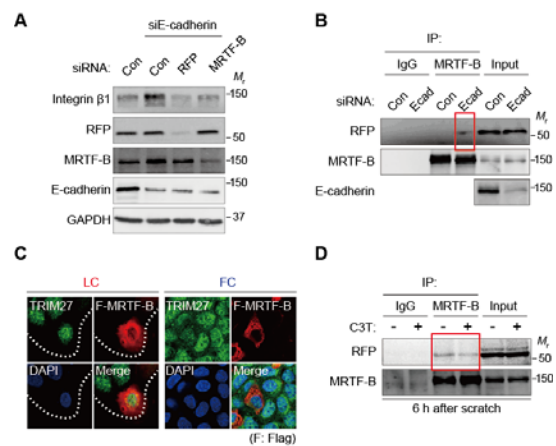 A
siE-cadherin
siRNA: Con Con RFP MRTF-B
Mr
Integrin β1 -150
RFP 50
MRTF-B -150
E-cadherin 150
GAPDH - 37
B
IP:
IgG MRTF-B Input
siRNA: Con Ecad Con Ecad Con Ecad
Mr
RFP 50-
MRTF-B 150-
E-cadherin -150
C
LC FC
TRIM27 F-MRTF-B TRIM27 F-MRTF-B
DAPI Merge DAPI Merge
(F: Flag)
D
IP:
IgG MRTF-B Input
C3T: - + - + - +
Mr
RFP 50-
MRTF-B 150-
6 h after scratch